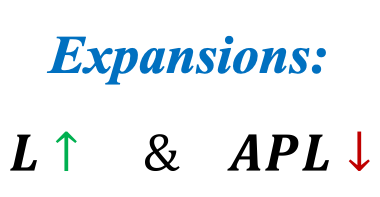 Expansions:
L ↑ & APL ↓